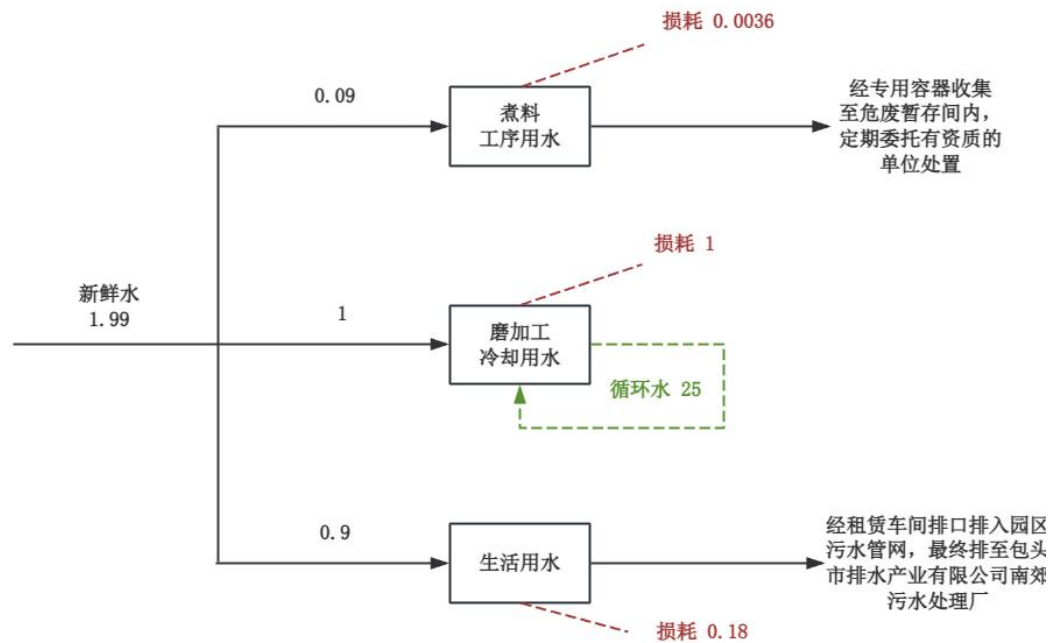 损耗 0.0036
0.09
煮料
工序用水
经专用容器收集
至危废暂存间内，
定期委托有资质的
单位处置
损耗 1
新鲜水
1.99
1
磨加工
冷却用水
循环水 25
0.9
生活用水
经租赁车间排口排入园区
污水管网，最终排至包头
市排水产业有限公司南郊
污水处理厂
损耗 0.18